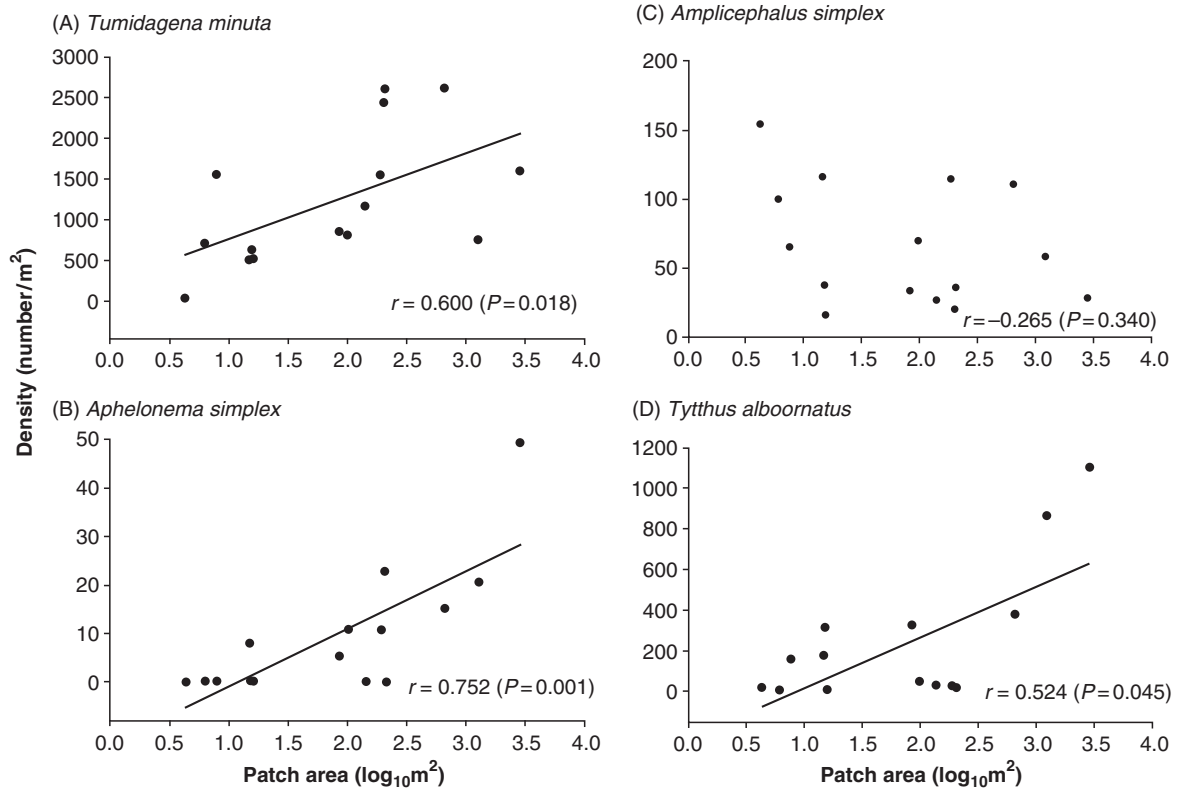 (A) Tumidagena minuta
3000
2500
2000
1500
1000
500
0
r = 0.600 (P=0.018)
0.0 0.5 1.0 1.5 2.0 2.5 3.0 3.5 4.0
(C) Amplicephalus simplex
200
150
100
50
0
r=−0.265 (P=0.340)
0.0 0.5 1.0 1.5 2.0 2.5 3.0 3.5 4.0
Density (number/m²)
(B) Aphelonema simplex
50
40
30
20
10
0
r = 0.752 (P=0.001)
0.0 0.5 1.0 1.5 2.0 2.5 3.0 3.5 4.0
Patch area (log₁₀m²)
(D) Tytthus alboornatus
1200
1000
800
600
400
200
0
r = 0.524 (P=0.045)
0.0 0.5 1.0 1.5 2.0 2.5 3.0 3.5 4.0
Patch area (log₁₀m²)